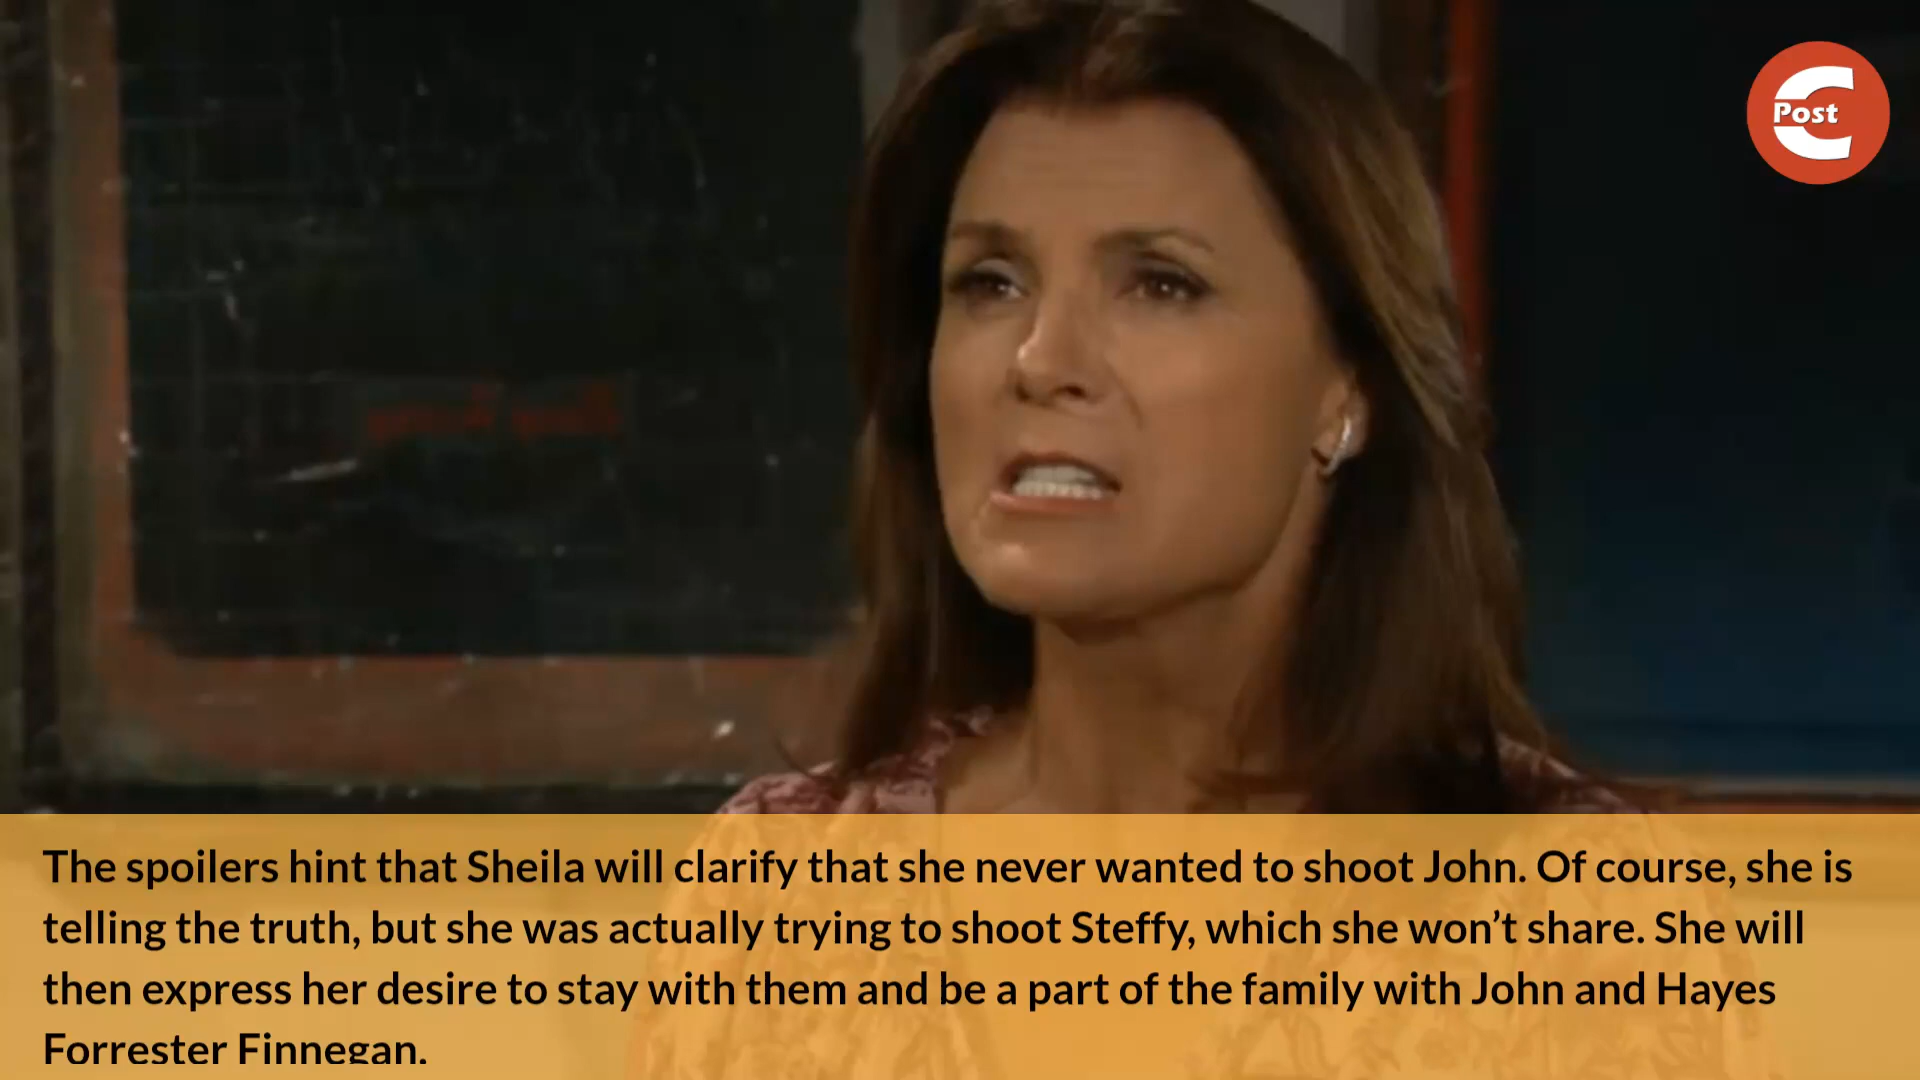 Post
The spoilers hint that Sheila will clarify that she never wanted to shoot John. Of course, she is
telling the truth, but she was actually trying to shoot Steffy, which she won’t share. She will
then express her desire to stay with them and be a part of the family with John and Hayes
Forrester Finnegan.